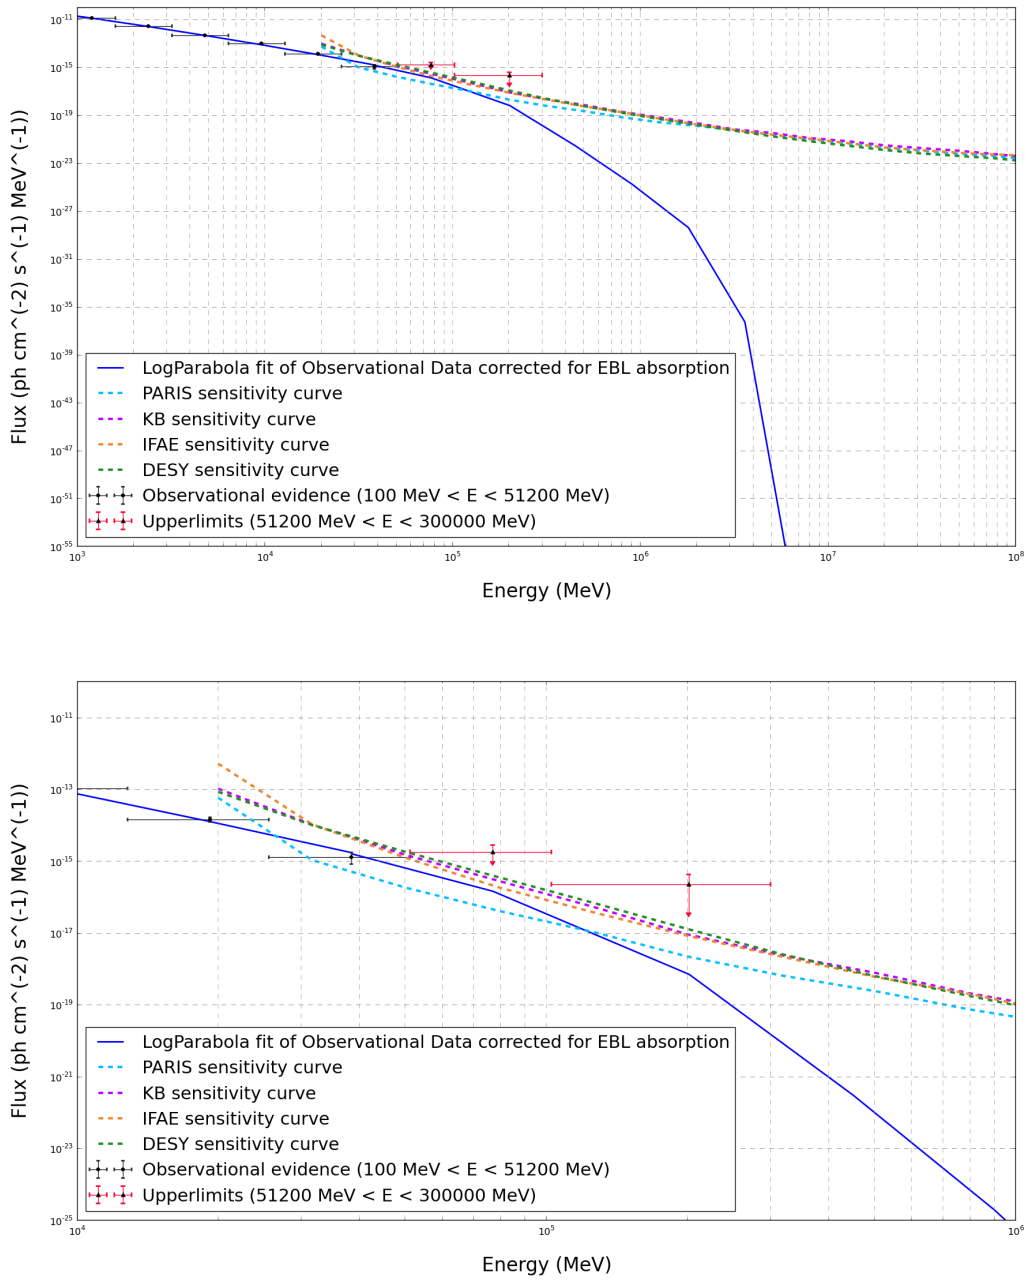 Flux (ph cm^(-2) s^(-1) MeV^(-1))
10^-11
10^-15
10^-19
10^-23
10^-27
10^-31
10^-35
10^-39
10^-43
10^-47
10^-51
10^-55
LogParabola fit of Observational Data corrected for EBL absorption
PARIS sensitivity curve
KB sensitivity curve
IFAE sensitivity curve
DESY sensitivity curve
Observational evidence (100 MeV < E < 51200 MeV)
Upperlimits (51200 MeV < E < 300000 MeV)
10^3 10^4 10^5 10^6 10^7 10^8
Energy (MeV)
Flux (ph cm^(-2) s^(-1) MeV^(-1))
10^-11
10^-13
10^-15
10^-17
10^-19
10^-21
10^-23
10^-25
LogParabola fit of Observational Data corrected for EBL absorption
PARIS sensitivity curve
KB sensitivity curve
IFAE sensitivity curve
DESY sensitivity curve
Observational evidence (100 MeV < E < 51200 MeV)
Upperlimits (51200 MeV < E < 300000 MeV)
10^4 10^5 10^6
Energy (MeV)